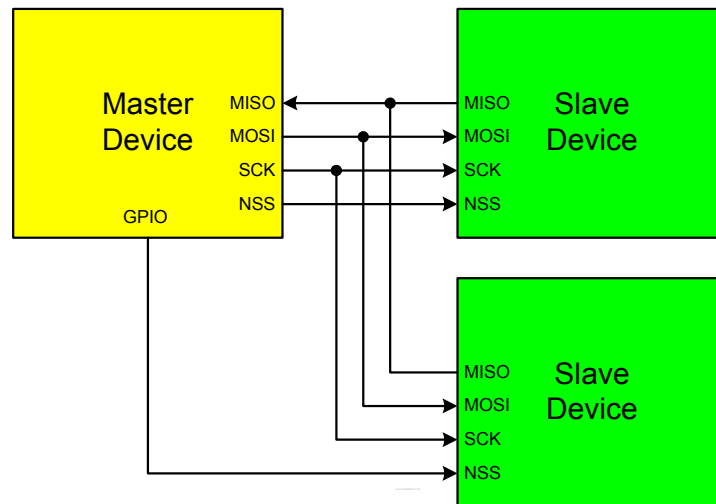 Master
Device
MISO
MOSI
SCK
NSS
GPIO
MISO
MOSI
SCK
NSS
Slave
Device
MISO
MOSI
SCK
NSS
Slave
Device